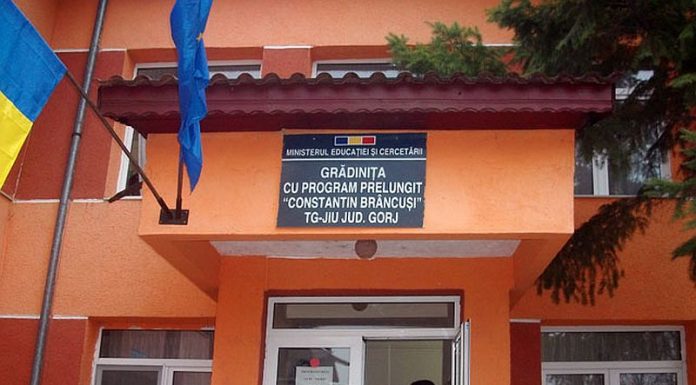 MINISTERUL EDUCAȚIEI ȘI CERCETĂRII
GRĂDINIȚA
CU PROGRAM PRELUNGIT
"CONSTANTIN BRÂNCUȘI"
TG-JIU JUD. GORJ